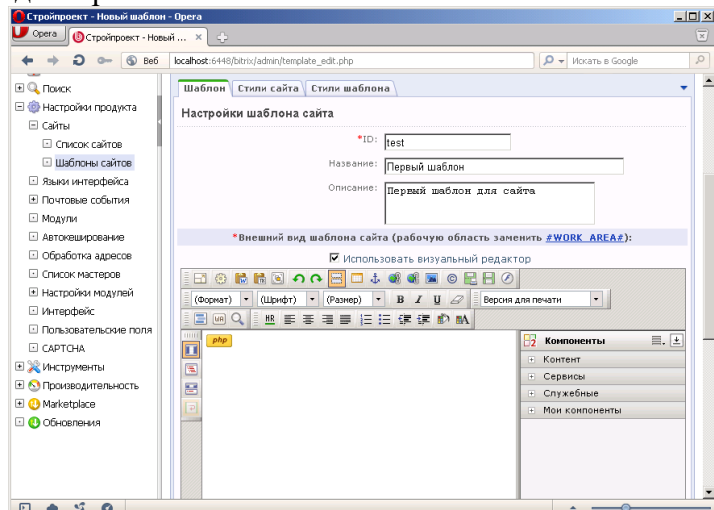 Стройпроект - Новый шаблон - Opera
Opera
Стройпроект - Новый ...
Веб
localhost:6448/bitrix/admin/template_edit.php
Искать в Google
Поиск
Настройки продукта
Сайты
Список сайтов
Шаблоны сайтов
Языки интерфейса
Почтовые события
Модули
Автокеширование
Обработка адресов
Список мастеров
Настройки модулей
Интерфейс
Пользовательские поля
CAPTCHA
Инструменты
Производительность
Marketplace
Обновления
Шаблон Стили сайта Стили шаблона
Настройки шаблона сайта
*ID: test
Название: Первый шаблон
Описание: Первый шаблон для сайта
*Внешний вид шаблона сайта (рабочую область заменить #WORK_AREA#):
Использовать визуальный редактор
(Формат) (Шрифт) (Размер) B I U Версия для печати
HR
php
Компоненты
Контент
Сервисы
Служебные
Мои компоненты